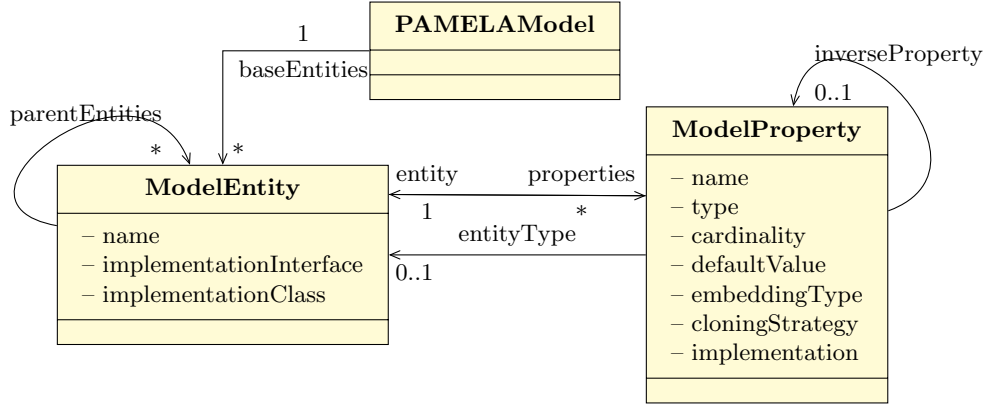 PAMELAModel
1
baseEntities
*
parentEntities
*
ModelEntity
– name
– implementationInterface
– implementationClass
entity
1
properties
*
entityType
0..1
inverseProperty
0..1
ModelProperty
– name
– type
– cardinality
– defaultValue
– embeddingType
– cloningStrategy
– implementation